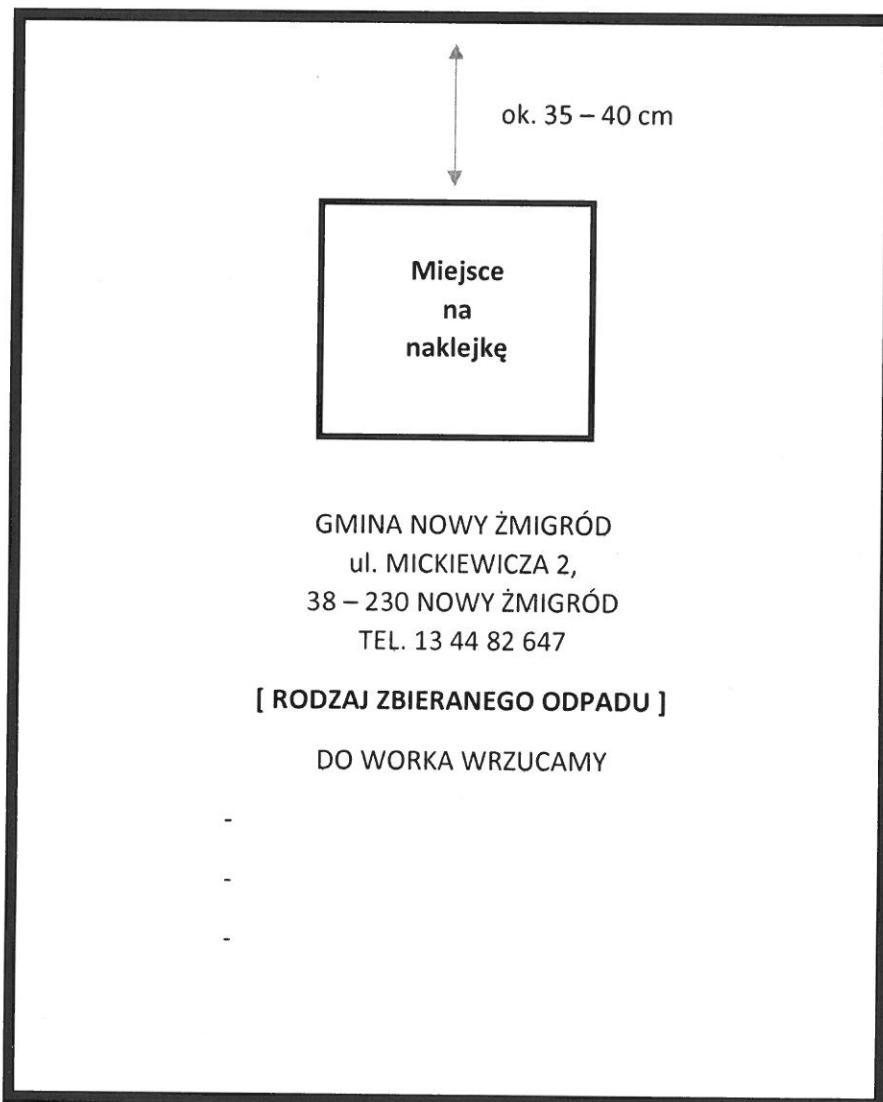 ok. 35 – 40 cm
Miejsce
na
naklejkę
GMINA NOWY ŻMIGRÓD
ul. MICKIEWICZA 2,
38 – 230 NOWY ŻMIGRÓD
TEL. 13 44 82 647
[ RODZAJ ZBIERANEGO ODPADU ]
DO WORKA WRZUCAMY
-
-
-